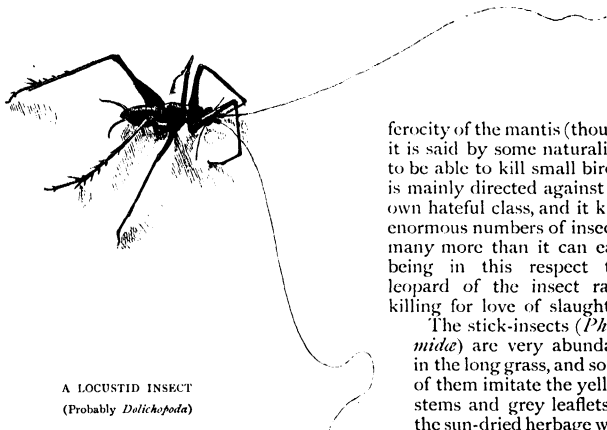 ferocity of the mantis (thou
it is said by some naturali
to be able to kill small bir
is mainly directed against
own hateful class, and it k
enormous numbers of insec
many more than it can ea
being in this respect t
leopard of the insect ra
killing for love of slaught
The stick-insects (Ph
midæ) are very abunda
in the long grass, and so
of them imitate the yell
stems and grey leaflets
the sun-dried herbage w
A LOCUSTID INSECT
(Probably Dolichopoda)